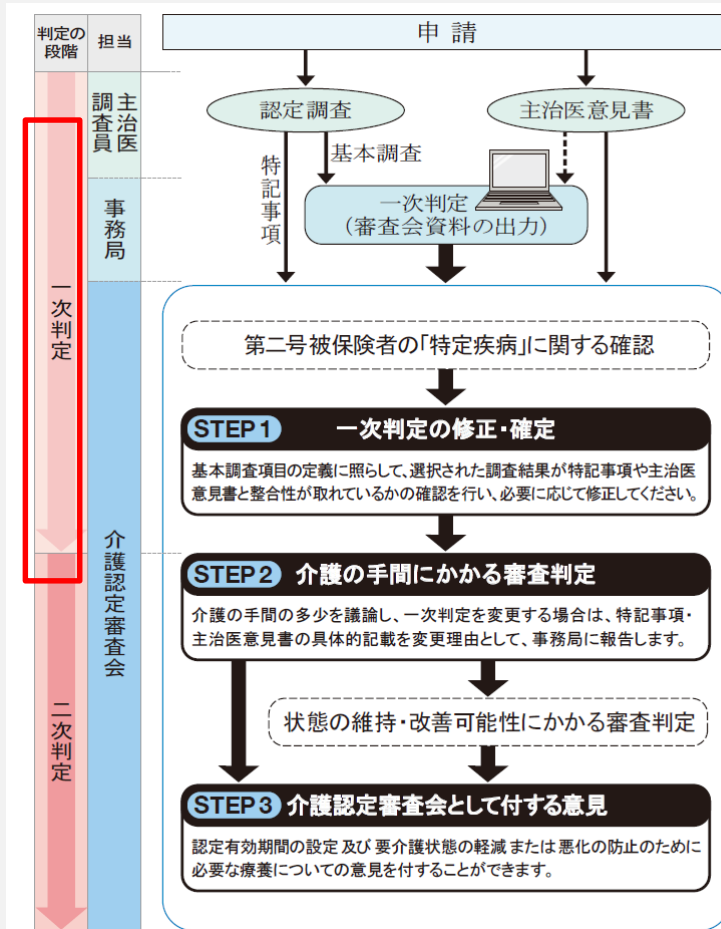 判定の
段階
担当
申請
主治医
調査員
認定調査
主治医意見書
特記事項
基本調査
事務局
一次判定
(審査会資料の出力)
一次判定
第二号被保険者の「特定疾病」に関する確認
STEP1 一次判定の修正・確定
基本調査項目の定義に照らして、選択された調査結果が特記事項や主治医
意見書と整合性が取れているかの確認を行い、必要に応じて修正してください。
介護認定審査会
STEP2 介護の手間にかかる審査判定
介護の手間の多少を議論し、一次判定を変更する場合は、特記事項・
主治医意見書の具体的記載を変更理由として、事務局に報告します。
二次判定
状態の維持・改善可能性にかかる審査判定
STEP3 介護認定審査会として付する意見
認定有効期間の設定 及び 要介護状態の軽減 または 悪化の防止のために
必要な療養についての意見を付することができます。